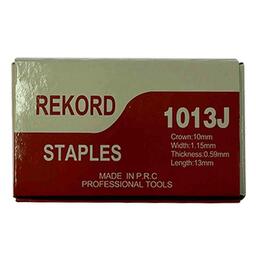 REKORD
1013J
Crown:10mm
Width:1.15mm
Thickness:0.59mm
Length:13mm
STAPLES
MADE IN P.R.C
PROFESSIONAL TOOLS